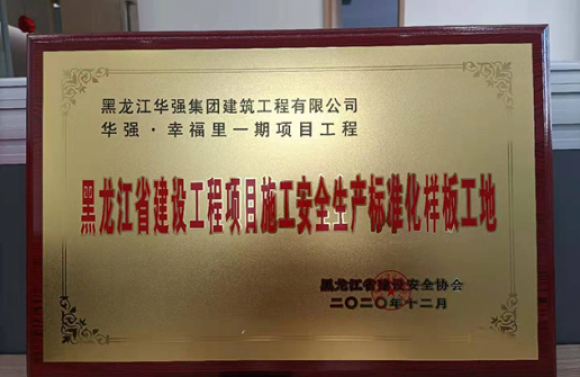 黑龙江华强集团建筑工程有限公司
华强·幸福里一期项目工程
黑龙江省建设工程项目施工安全生产标准化样板工地
黑龙江省建设安全协会
二〇二〇年十二月